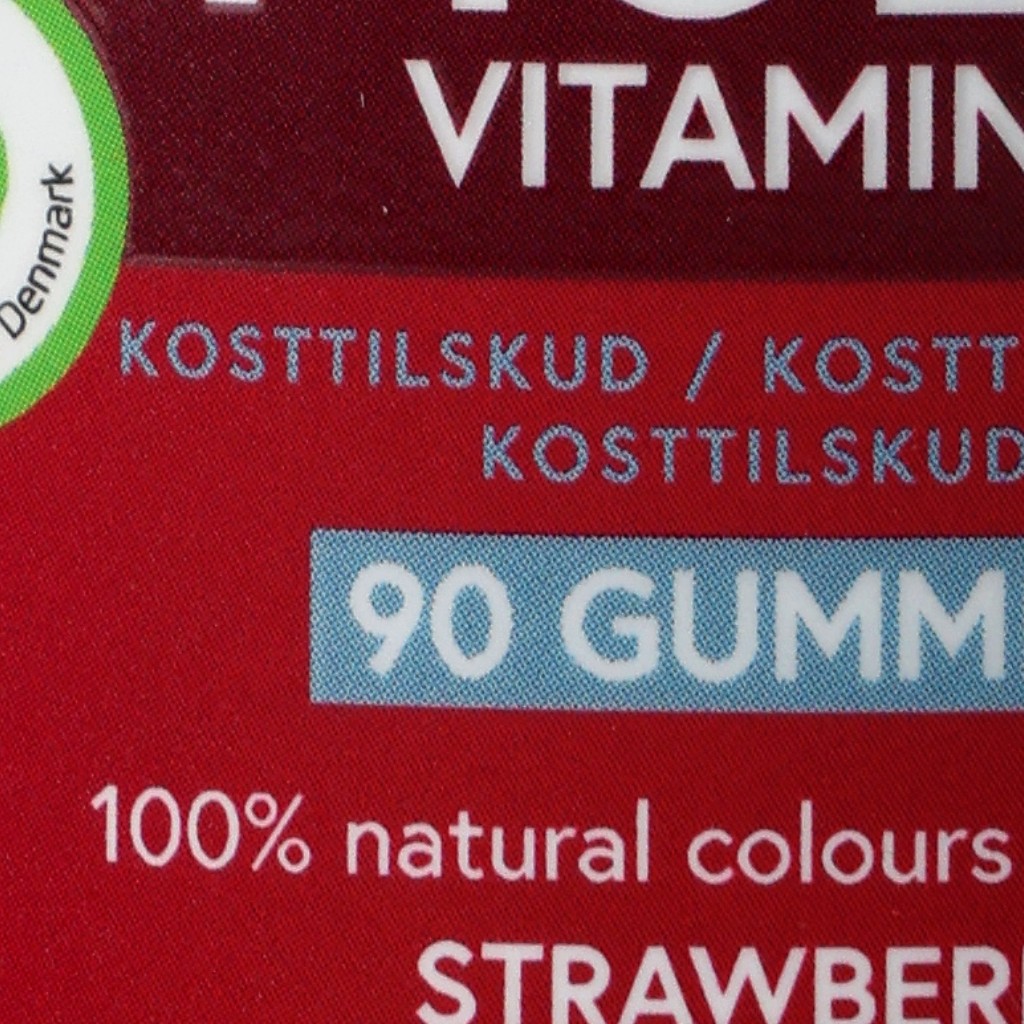 VITAMIN
Denmark
KOSTTILSKUD / KOSTT
KOSTTILSKUD
90 GUMM
100% natural colours
STRAWBER